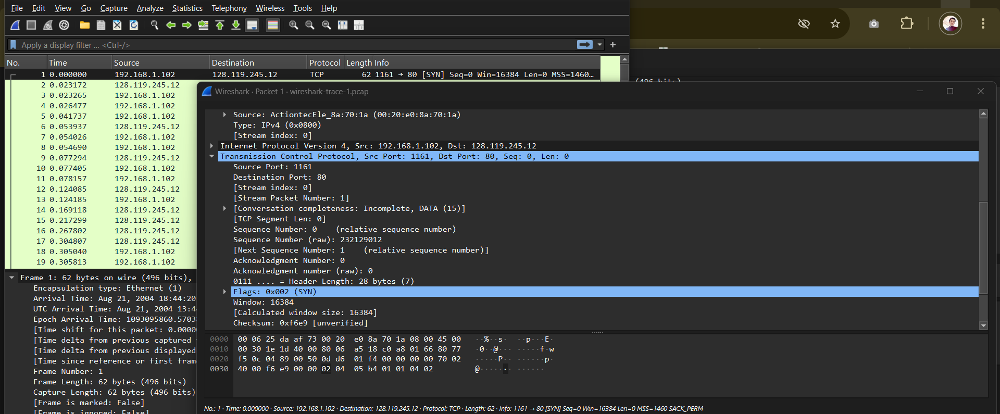 File Edit View Go Capture Analyze Statistics Telephony Wireless Tools Help
Apply a display filter ... <Ctrl-/>
No. Time Source Destination Protocol Length Info
1 0.000000 192.168.1.102 128.119.245.12 TCP 62 1161 → 80 [SYN] Seq=0 Win=16384 Len=0 MSS=1460…
2 0.023172 128.119.245.12
3 0.023265 192.168.1.102
4 0.026477 192.168.1.102
5 0.041737 192.168.1.102
6 0.053937 128.119.245.12
7 0.054026 192.168.1.102
8 0.054690 192.168.1.102
9 0.077294 128.119.245.12
10 0.077405 192.168.1.102
11 0.078157 192.168.1.102
12 0.124085 128.119.245.12
13 0.124185 192.168.1.102
14 0.169118 128.119.245.12
15 0.217299 128.119.245.12
16 0.267802 128.119.245.12
17 0.304807 128.119.245.12
18 0.305040 192.168.1.102
19 0.305813 192.168.1.102
Frame 1: 62 bytes on wire (496 bits),
Encapsulation type: Ethernet (1)
Arrival Time: Aug 21, 2004 18:44:20
UTC Arrival Time: Aug 21, 2004 13:4
Epoch Arrival Time: 1093095860.5703
[Time shift for this packet: 0.0000
[Time delta from previous captured
[Time delta from previous displayed
[Time since reference or first fram
Frame Number: 1
Frame Length: 62 bytes (496 bits)
Capture Length: 62 bytes (496 bits)
[Frame is marked: False]
[Frame is ignored: False]
(496 bits)
Wireshark · Packet 1 · wireshark-trace-1.pcap
Source: ActiontecEle_8a:70:1a (00:20:e0:8a:70:1a)
Type: IPv4 (0x0800)
[Stream index: 0]
Internet Protocol Version 4, Src: 192.168.1.102, Dst: 128.119.245.12
Transmission Control Protocol, Src Port: 1161, Dst Port: 80, Seq: 0, Len: 0
Source Port: 1161
Destination Port: 80
[Stream index: 0]
[Stream Packet Number: 1]
[Conversation completeness: Incomplete, DATA (15)]
[TCP Segment Len: 0]
Sequence Number: 0 (relative sequence number)
Sequence Number (raw): 232129012
[Next Sequence Number: 1 (relative sequence number)]
Acknowledgment Number: 0
Acknowledgment number (raw): 0
0111 .... = Header Length: 28 bytes (7)
Flags: 0x002 (SYN)
Window: 16384
[Calculated window size: 16384]
Checksum: 0xf6e9 [unverified]
0000 00 06 25 da af 73 00 20 e0 8a 70 1a 08 00 45 00 ··%··s· ··p···E·
0010 00 30 1e 1d 40 00 80 06 a5 18 c0 a8 01 66 80 77 ·0··@··· ·····f·w
0020 f5 0c 04 89 00 50 0d d6 01 f4 00 00 00 00 70 02 ·····P·· ······p·
0030 40 00 f6 e9 00 00 02 04 05 b4 01 01 04 02 @······· ······
No.: 1 · Time: 0.000000 · Source: 192.168.1.102 · Destination: 128.119.245.12 · Protocol: TCP · Length: 62 · Info: 1161 → 80 [SYN] Seq=0 Win=16384 Len=0 MSS=1460 SACK_PERM